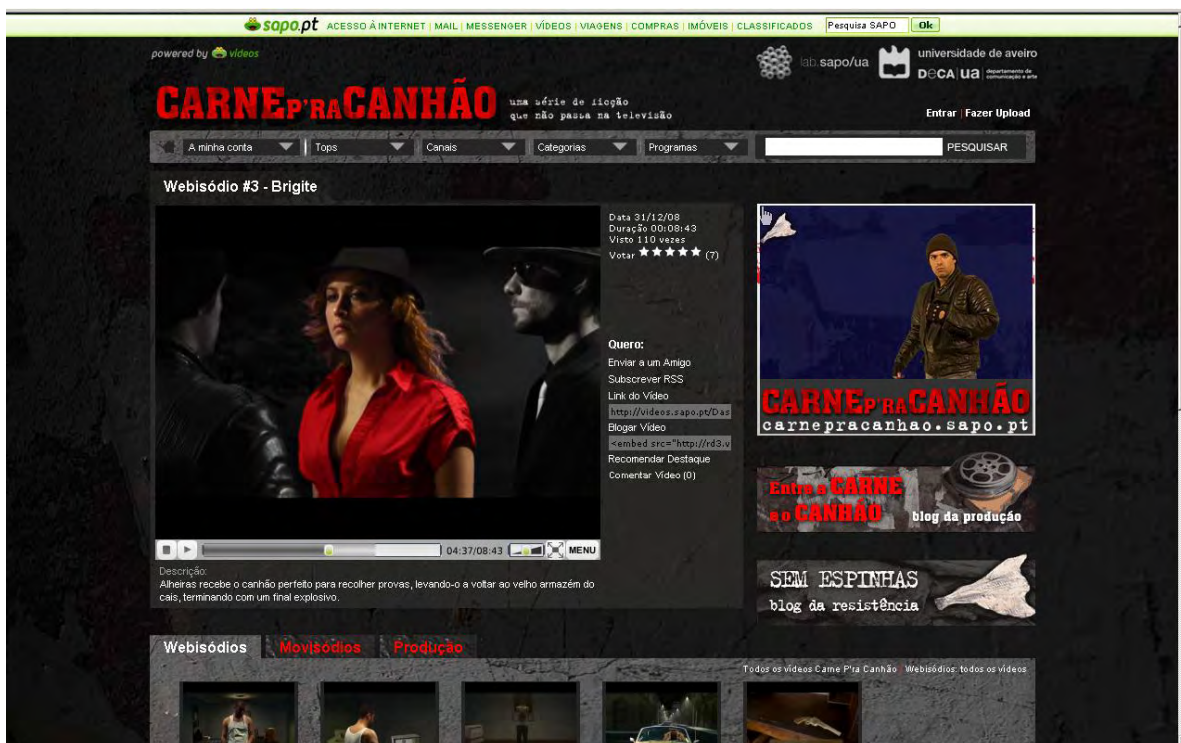 sapo.pt ACESSO À INTERNET | MAIL | MESSENGER | VÍDEOS | VIAGENS | COMPRAS | IMÓVEIS | CLASSIFICADOS Pesquisa SAPO Ok
powered by videos
lab.sapo/ua
universidade de aveiro
DeCA|ua departamento de comunicação e arte
CARNE P'RA CANHÃO
uma série de ficção
que não passa na televisão
Entrar | Fazer Upload
A minha conta Tops Canais Categorias Programas PESQUISAR
Webisódio #3 - Brigite
Data 31/12/08
Duração 00:08:43
Visto 110 vezes
Votar (7)
Quero:
Enviar a um Amigo
Subscrever RSS
Link do Vídeo
http://videos.sapo.pt/Das
Blogar Vídeo
<embed src="http://rd3.v
Recomendar Destaque
Comentar Vídeo (0)
04:37/08:43 MENU
Descrição:
Alheiras recebe o canhão perfeito para recolher provas, levando-o a voltar ao velho armazém do
cais, terminando com um final explosivo.
CARNE P'RA CANHÃO
carnepracanhao.sapo.pt
Entre a CARNE
e o CANHÃO
blog da produção
SEM ESPINHAS
blog da resistência
Webisódios Movisódios Produção
Todos os vídeos Carne P'ra Canhão | Webisódios: todos os vídeos